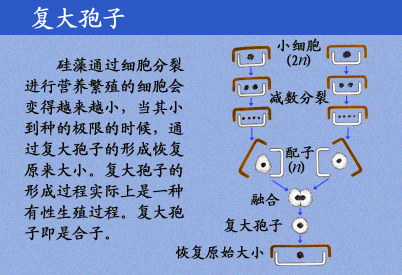 复大孢子
硅藻通过细胞分裂
进行营养繁殖的细胞会
变得越来越小，当其小
到种的极限的时候，通
过复大孢子的形成恢复
原来大小。复大孢子的
形成过程实际上是一种
有性生殖过程。复大孢
子即是合子。
小细胞
(2n)
减数分裂
配子
(n)
融合
复大孢子
恢复原始大小